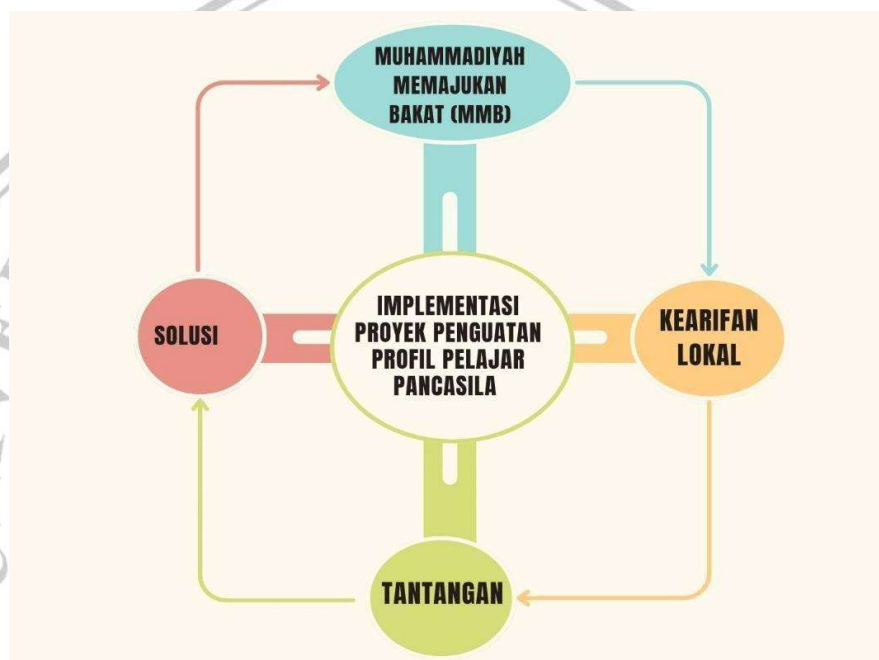 MUHAMMADIYAH
MEMAJUKAN
BAKAT (MMB)
IMPLEMENTASI
PROYEK PENGUATAN
PROFIL PELAJAR
PANCASILA
SOLUSI
KEARIFAN
LOKAL
TANTANGAN